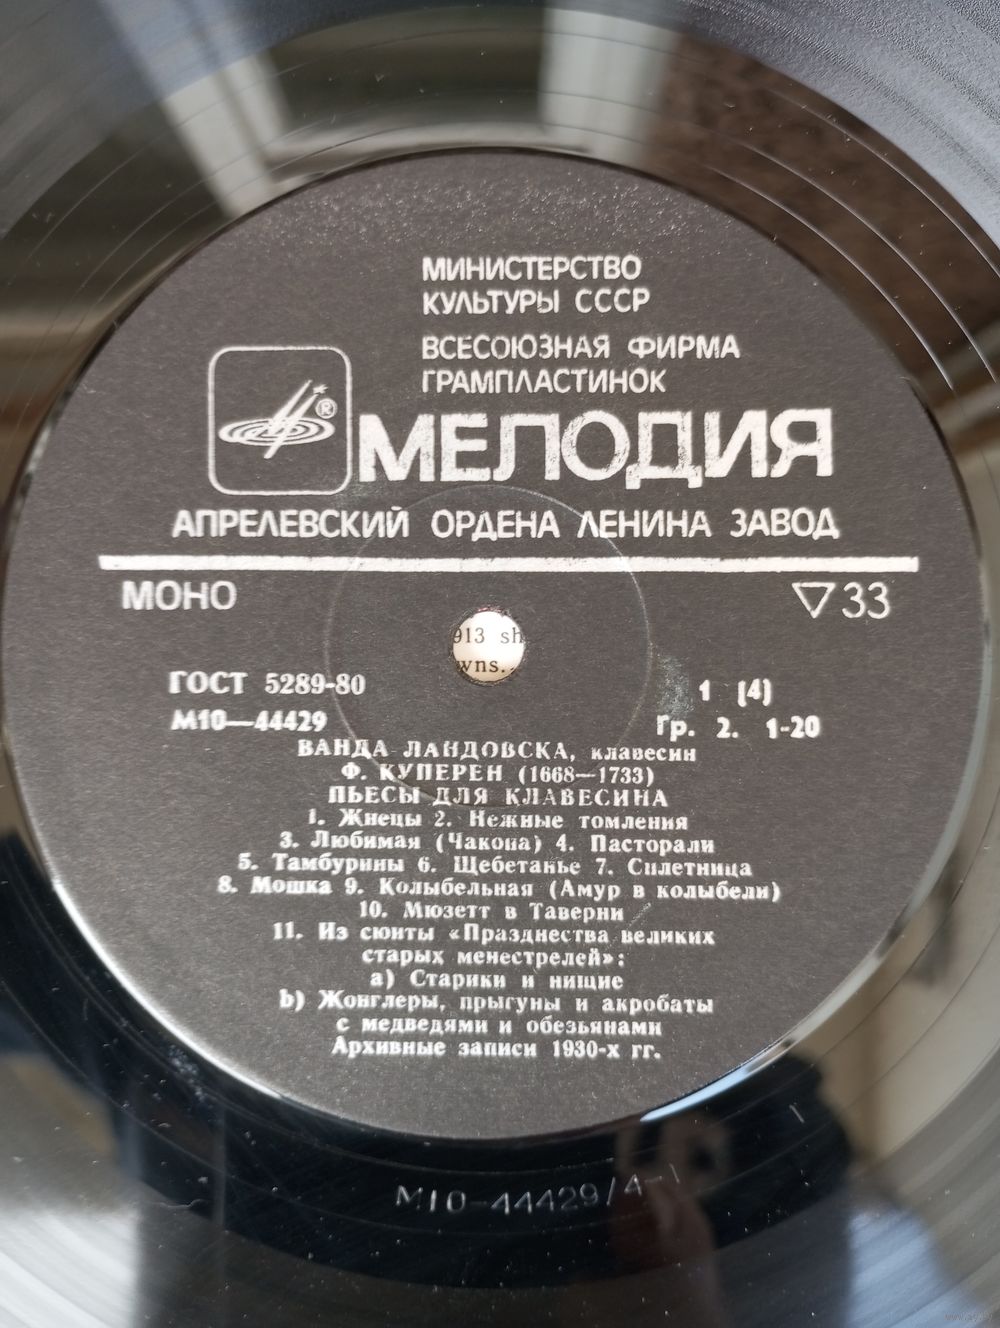 МИНИСТЕРСТВО
КУЛЬТУРЫ СССР
ВСЕСОЮЗНАЯ ФИРМА
ГРАМПЛАСТИНОК
®
МЕЛОДИЯ
АПРЕЛЕВСКИЙ ОРДЕНА ЛЕНИНА ЗАВОД
МОНО ▽33
913 sh
wns.
ГОСТ 5289-80 1 (4)
М10—44429 Гр. 2. 1-20
ВАНДА ЛАНДОВСКА, клавесин
Ф. КУПЕРЕН (1668—1733)
ПЬЕСЫ ДЛЯ КЛАВЕСИНА
1. Жнецы 2. Нежные томления
3. Любимая (Чакона) 4. Пасторали
5. Тамбурины 6. Щебетанье 7. Сплетница
8. Мошка 9. Колыбельная (Амур в колыбели)
10. Мюзетт в Таверни
11. Из сюиты «Празднества великих
старых менестрелей»:
a) Старики и нищие
b) Жонглеры, прыгуны и акробаты
с медведями и обезьянами
Архивные записи 1930-х гг.
М10-44429/4-1